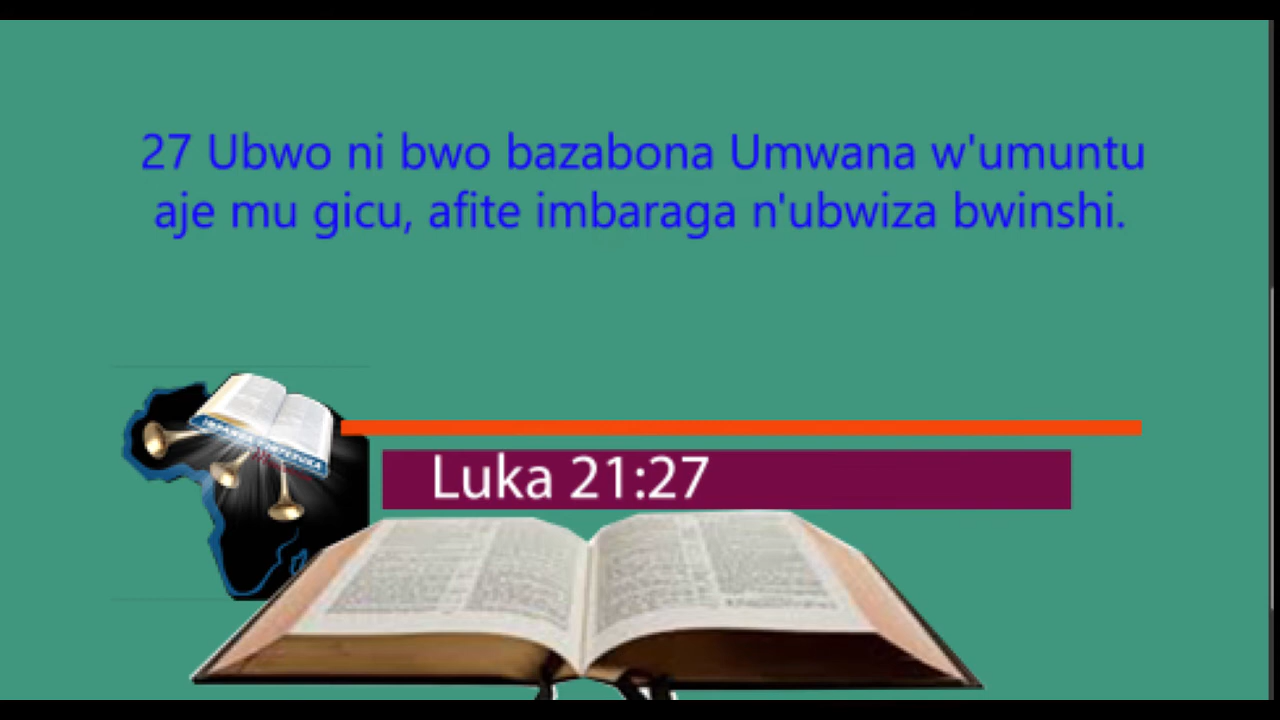 27 Ubwo ni bwo bazabona Umwana w'umuntu
aje mu gicu, afite imbaraga n'ubwiza bwinshi.
Luka 21:27